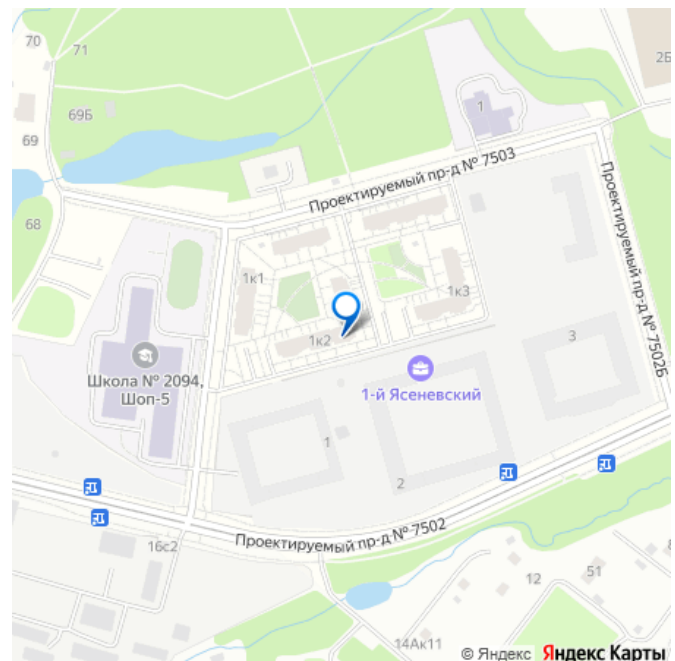 70
71
2Б
69Б
1
69
Проектируемый пр-д № 7503
68
Проектируемый пр-д № 7502Б
1к1
1к3
1к2
3
Школа № 2094,
Шоп-5
1-й Ясеневский
1
2
Проектируемый пр-д № 7502
16с2
12
51
14Ак11
© Яндекс Яндекс Карты